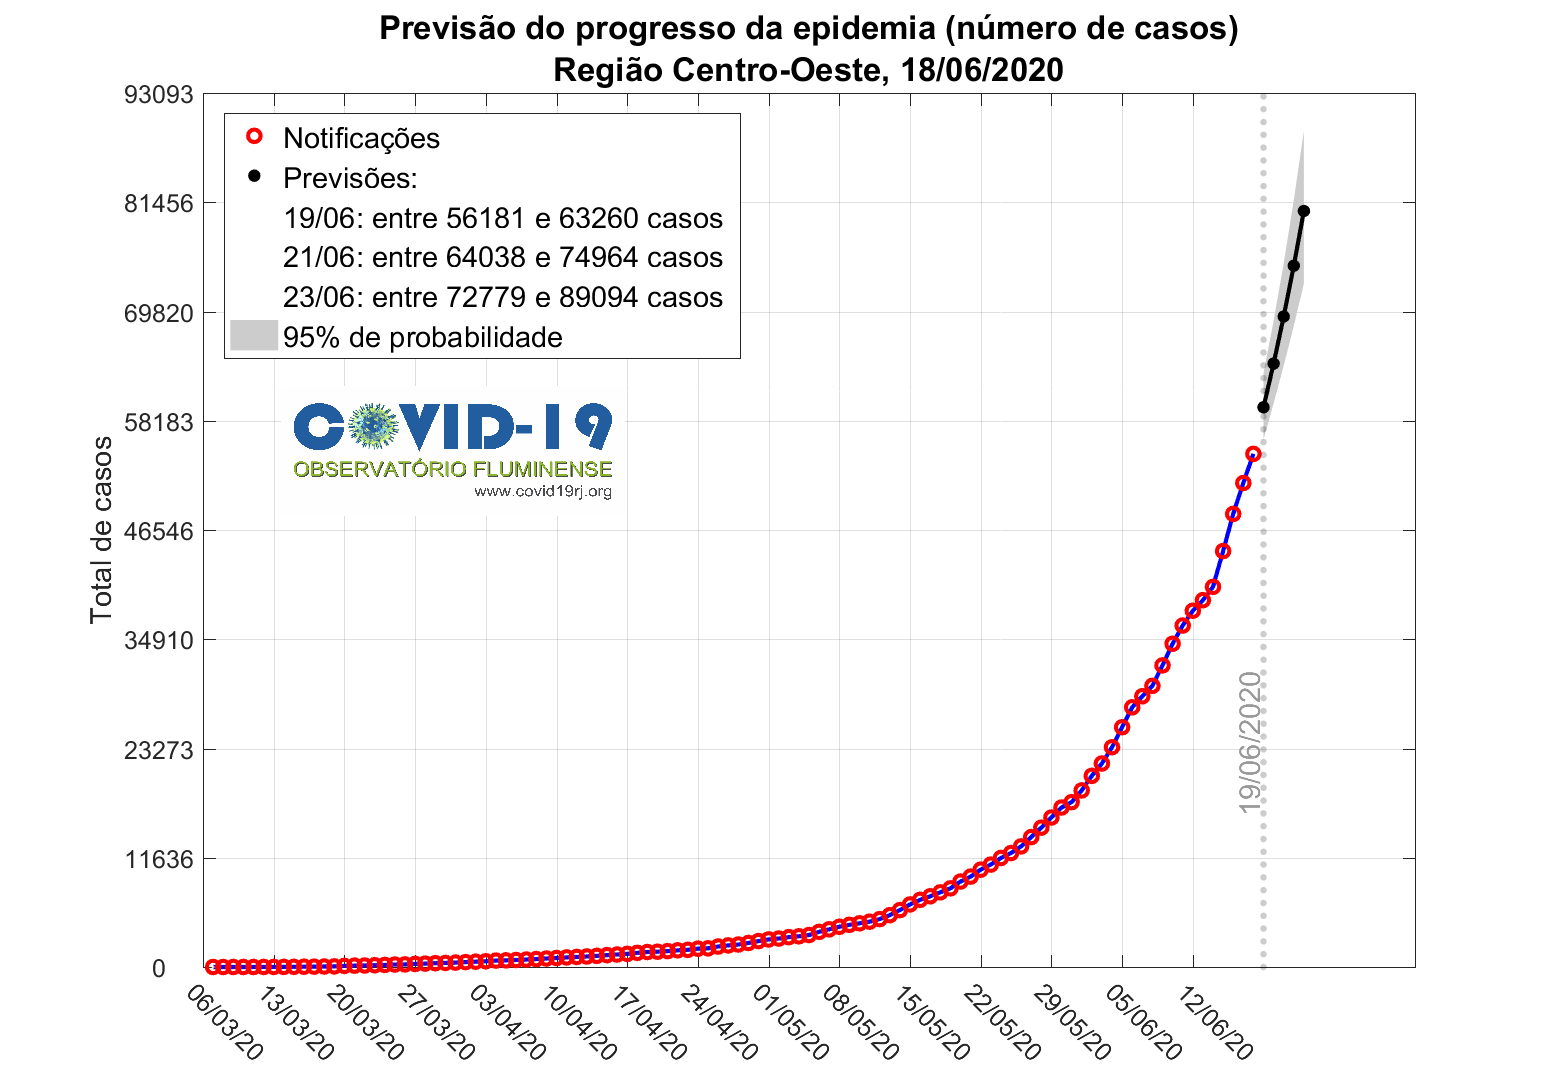 Previsão do progresso da epidemia (número de casos)
Região Centro-Oeste, 18/06/2020
93093
81456
69820
58183
46546
34910
23273
11636
0
Total de casos
Notificações
Previsões:
19/06: entre 56181 e 63260 casos
21/06: entre 64038 e 74964 casos
23/06: entre 72779 e 89094 casos
95% de probabilidade
COVID-19
OBSERVATÓRIO FLUMINENSE
www.covid19rj.org
19/06/2020
06/03/20
13/03/20
20/03/20
27/03/20
03/04/20
10/04/20
17/04/20
24/04/20
01/05/20
08/05/20
15/05/20
22/05/20
29/05/20
05/06/20
12/06/20